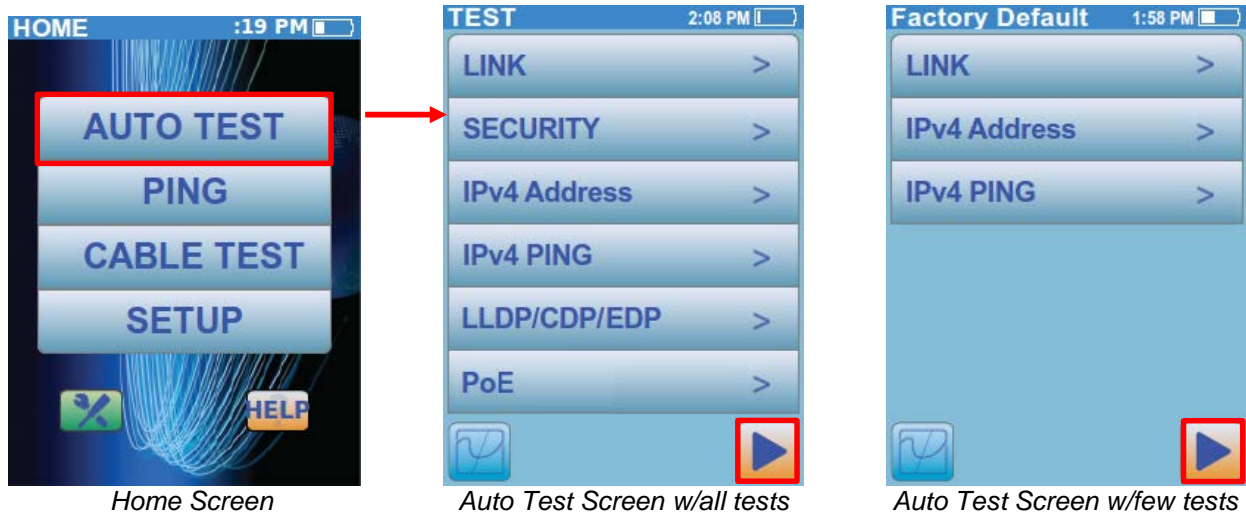 HOME :19 PM
AUTO TEST
PING
CABLE TEST
SETUP
HELP
Home Screen
TEST 2:08 PM
LINK >
SECURITY >
IPv4 Address >
IPv4 PING >
LLDP/CDP/EDP >
PoE >
Auto Test Screen w/all tests
Factory Default 1:58 PM
LINK >
IPv4 Address >
IPv4 PING >
Auto Test Screen w/few tests